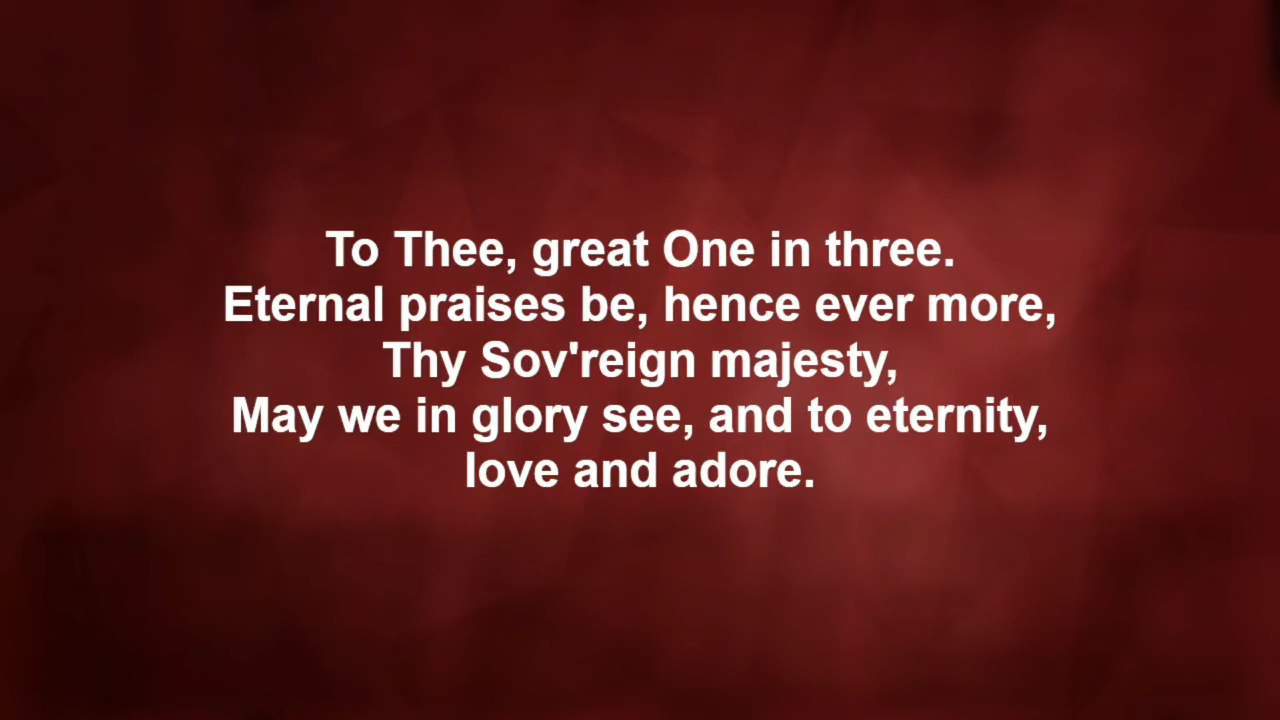 To Thee, great One in three.
Eternal praises be, hence ever more,
Thy Sov'reign majesty,
May we in glory see, and to eternity,
love and adore.